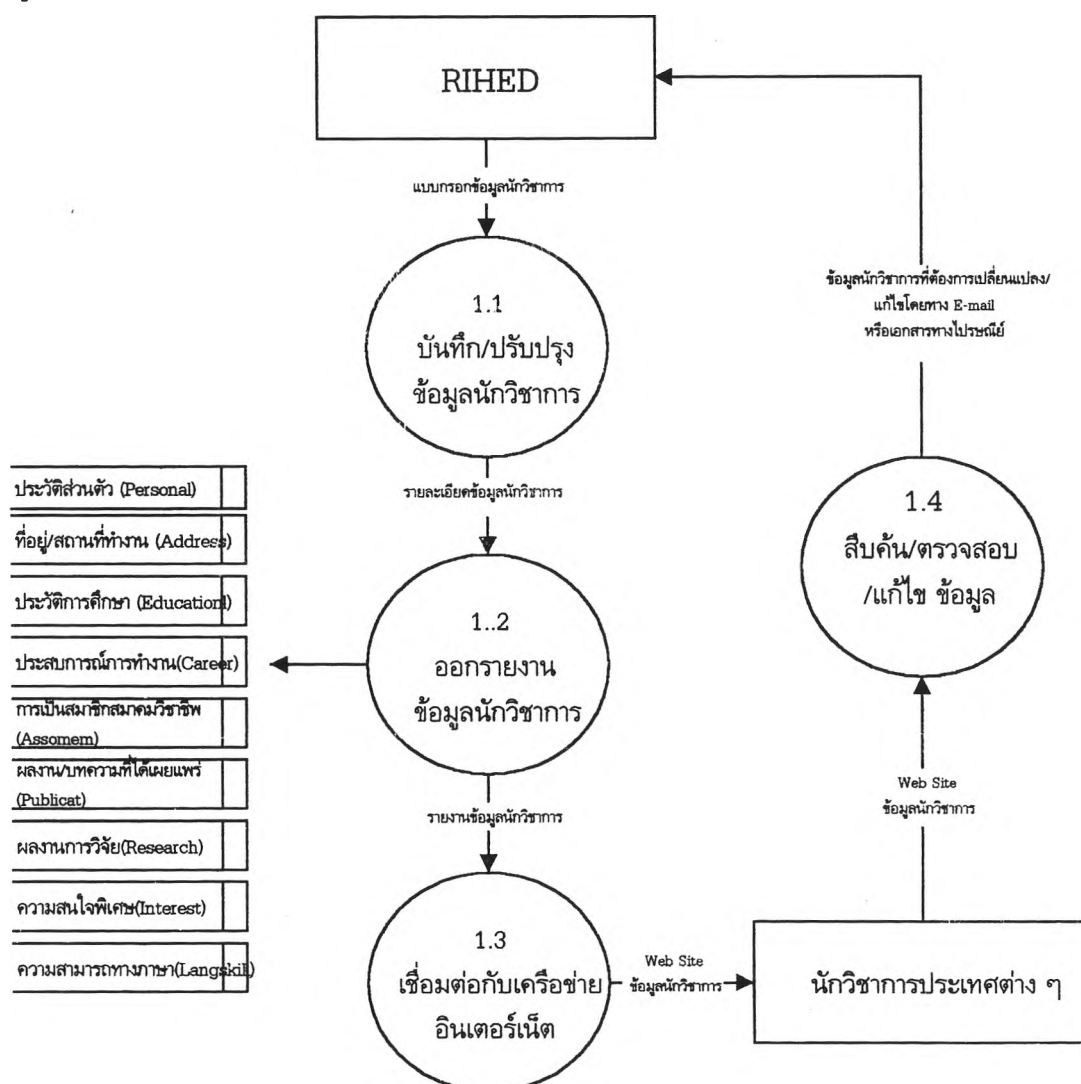 RIHED
แบบกรอกข้อมูลนักวิชาการ
1.1
บันทึก/ปรับปรุง
ข้อมูลนักวิชาการ
ข้อมูลนักวิชาการที่ต้องการเปลี่ยนแปลง/
แก้ไขโดยทาง E-mail
หรือเอกสารทางไปรษณีย์
รายละเอียดข้อมูลนักวิชาการ
ประวัติส่วนตัว (Personal)
ที่อยู่/สถานที่ทำงาน (Address)
ประวัติการศึกษา (Educationl)
ประสบการณ์การทำงาน(Career)
การเป็นสมาชิกสมาคมวิชาชีพ
(Assomem)
ผลงาน/บทความที่ได้เผยแพร่
(Publicat)
ผลงานการวิจัย(Research)
ความสนใจพิเศษ(Interest)
ความสามารถทางภาษา(Langskil)
1..2
ออกรายงาน
ข้อมูลนักวิชาการ
1.4
สืบค้น/ตรวจสอบ
/แก้ไข ข้อมูล
รายงานข้อมูลนักวิชาการ
Web Site
ข้อมูลนักวิชาการ
1.3
เชื่อมต่อกับเครือข่าย
อินเตอร์เน็ต
Web Site
ข้อมูลนักวิชาการ
นักวิชาการประเทศต่าง ๆ